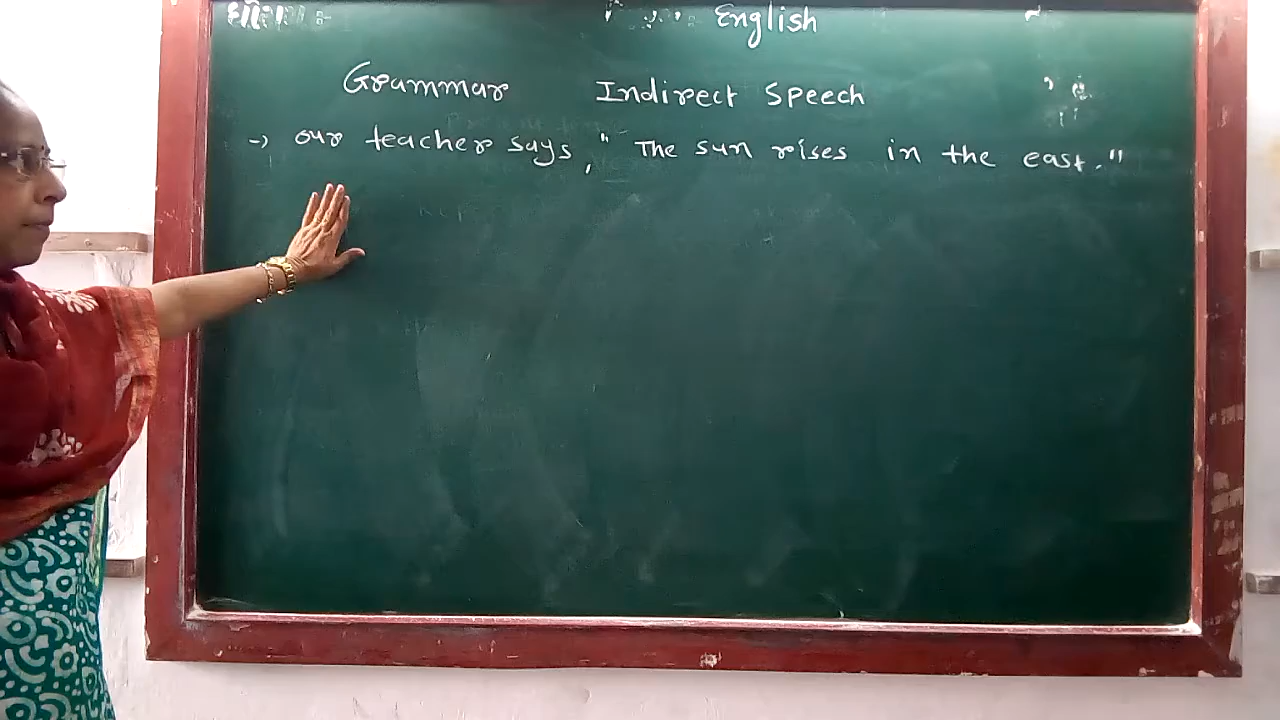 English
Grammar Indirect Speech
→ our teacher says, " The sun rises in the east."